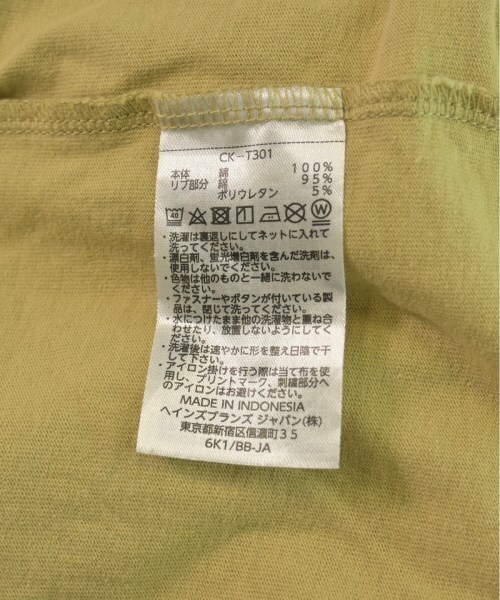 CK-T301
本体 綿 100%
リブ部分 綿 95%
ポリウレタン 5%
40 W
・洗濯は裏返しにしてネットに入れて
洗ってください。
・漂白剤、蛍光増白剤を含んだ洗剤は、
使用しないでください。
・色物は他のものと一緒に洗わないで
ください。
・ファスナーやボタンが付いている製
品は、閉じて洗ってください。
・水につけたまま他の洗濯物と重ね合
わせたり、放置しないようにしてく
ださい。
・洗濯後は速やかに形を整え日陰で干
して下さい。
・アイロン掛けを行う際は当て布を使
用し、プリントマーク、刺繍部分へ
のアイロンはお避けください。
MADE IN INDONESIA
ヘインズブランズ ジャパン(株)
東京都新宿区信濃町35
6K1/BB-JA